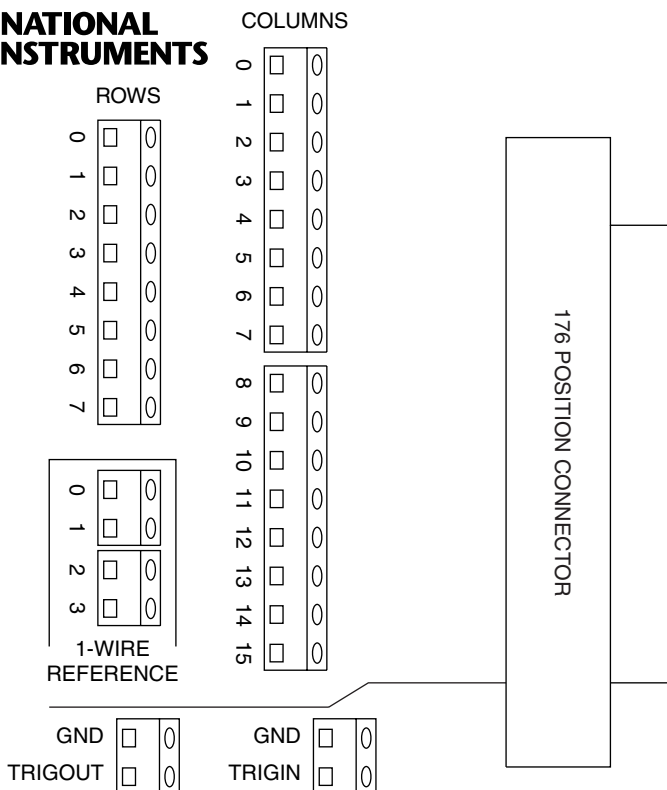 NATIONAL
NSTRUMENTS
COLUMNS
0
1
2
3
4
5
6
7
8
9
10
11
12
13
14
15
ROWS
0
1
2
3
4
5
6
7
0
1
2
3
1-WIRE
REFERENCE
176 POSITION CONNECTOR
GND
TRIGOUT
GND
TRIGIN